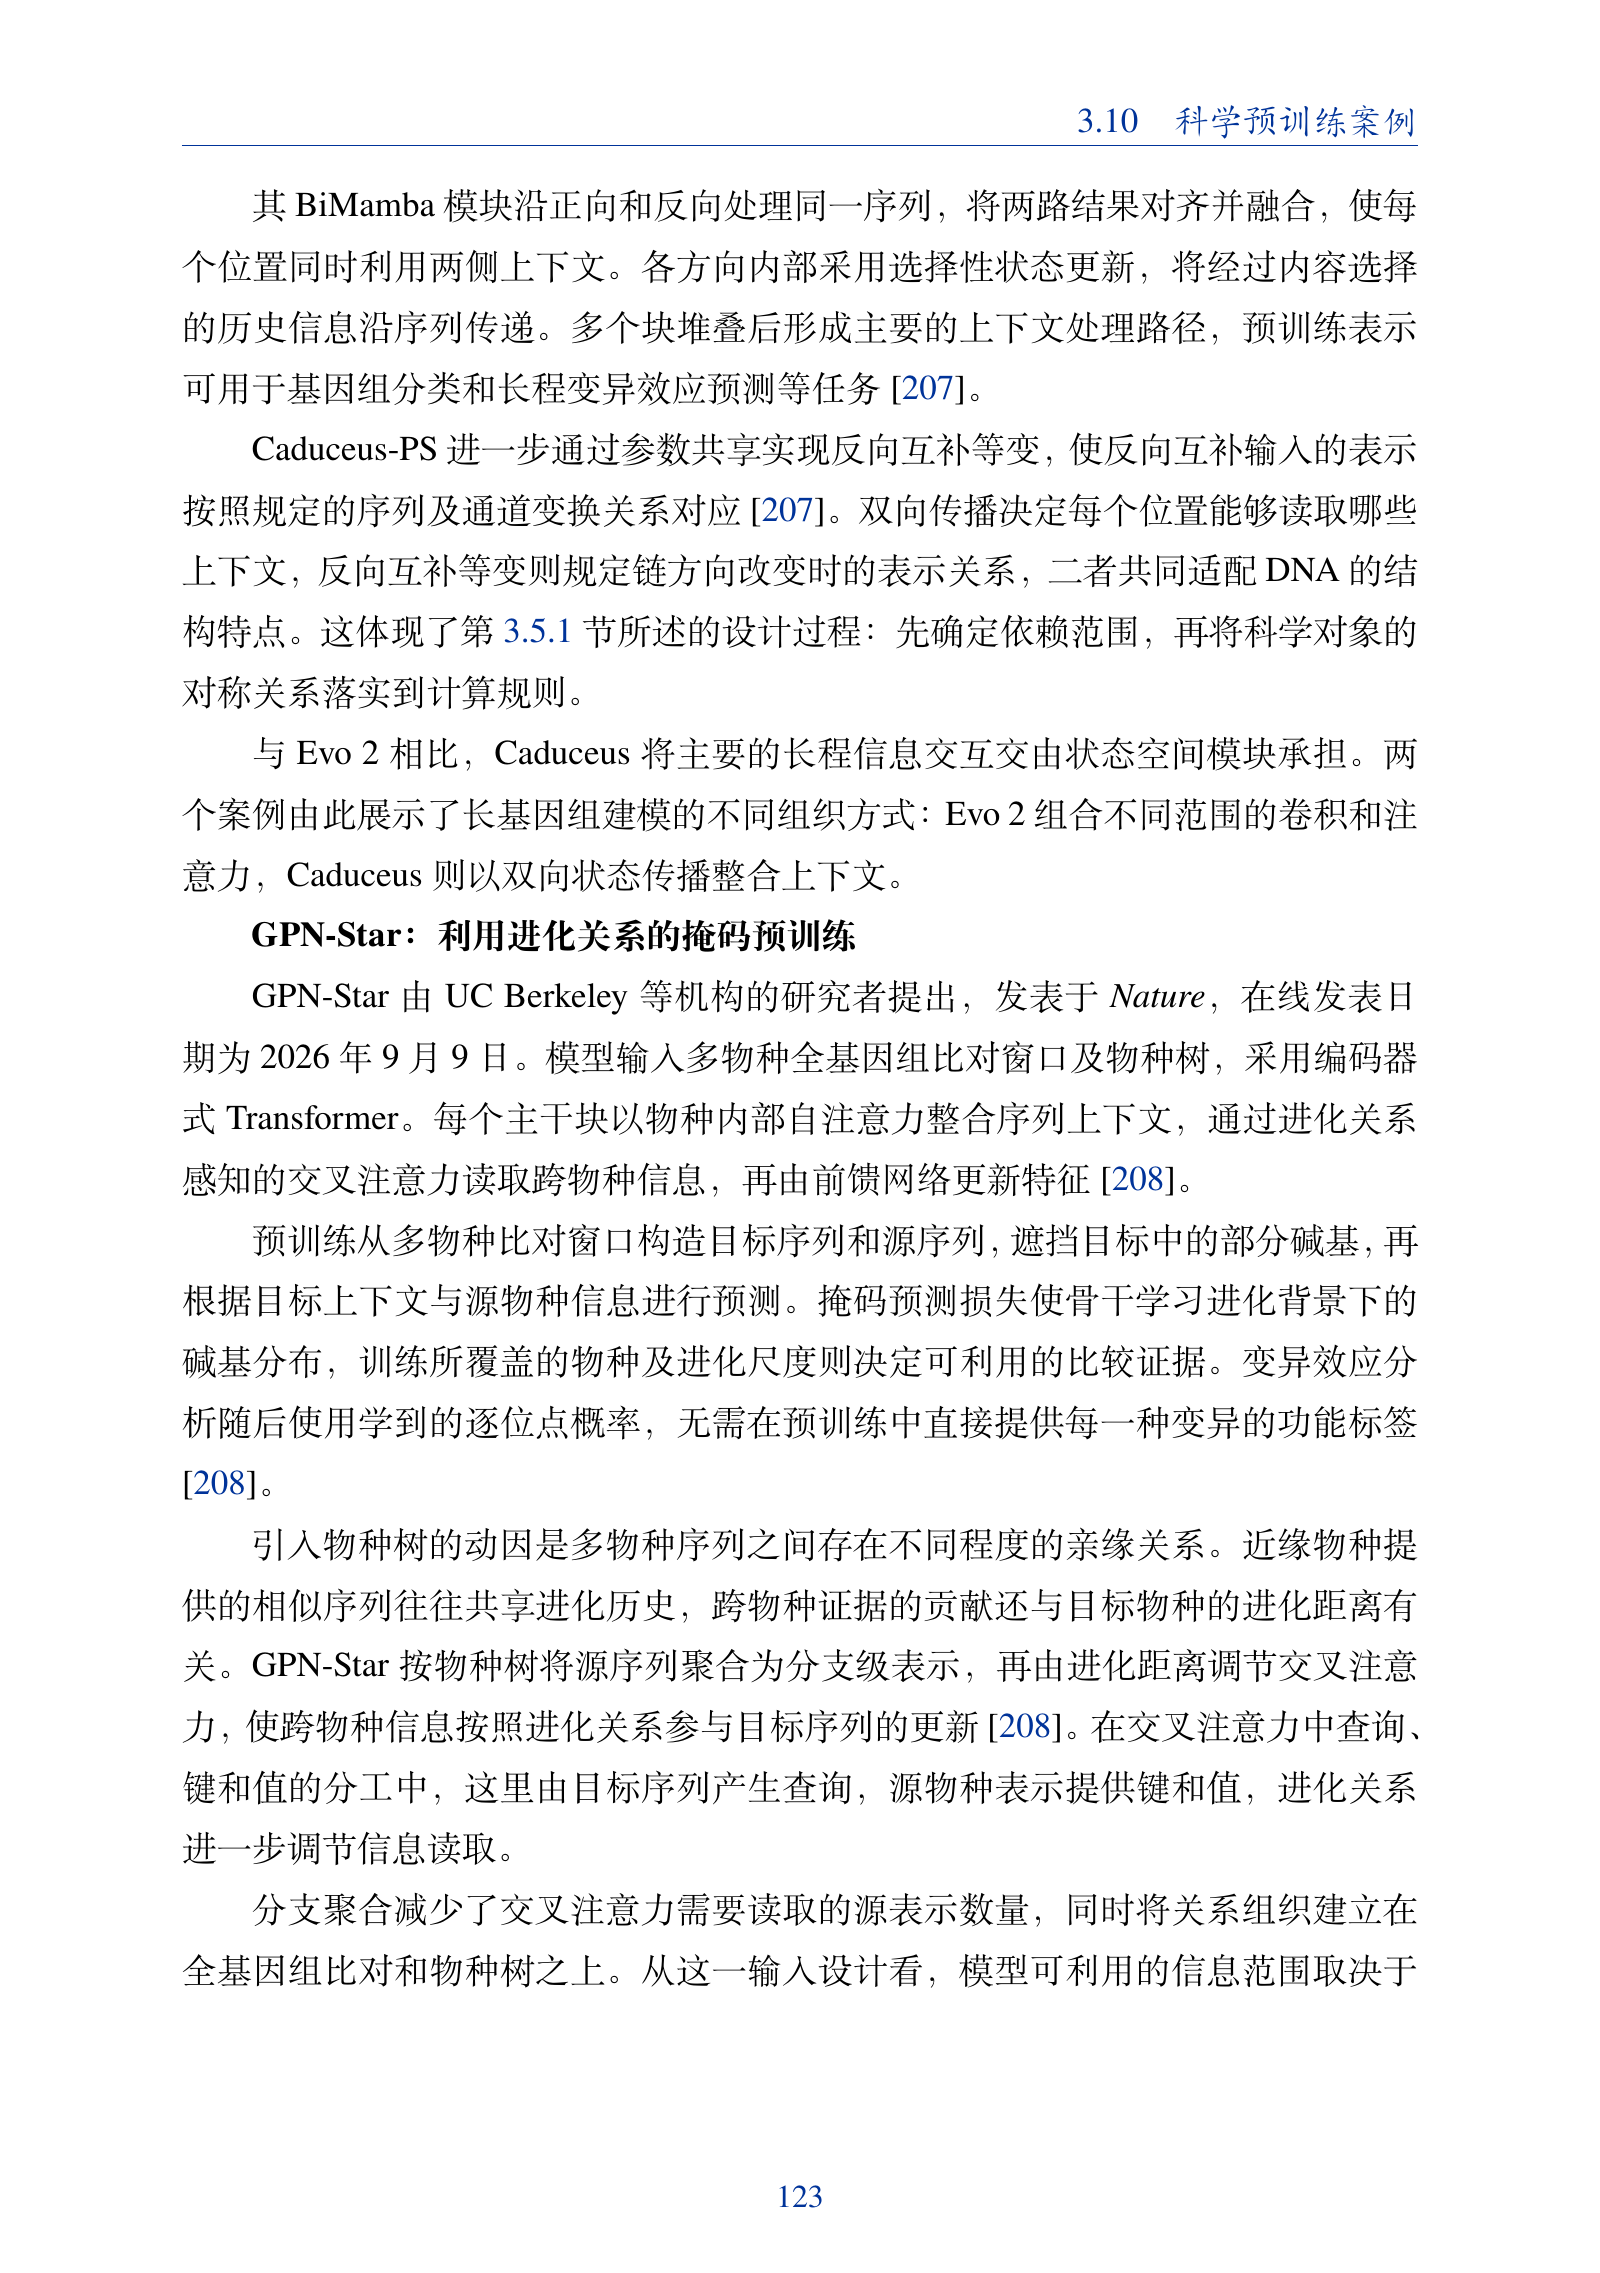 3.10 科学预训练案例
其 BiMamba 模块沿正向和反向处理同一序列，将两路结果对齐并融合，使每
个位置同时利用两侧上下文。各方向内部采用选择性状态更新，将经过内容选择
的历史信息沿序列传递。多个块堆叠后形成主要的上下文处理路径，预训练表示
可用于基因组分类和长程变异效应预测等任务 [207]。
Caduceus-PS 进一步通过参数共享实现反向互补等变，使反向互补输入的表示
按照规定的序列及通道变换关系对应 [207]。双向传播决定每个位置能够读取哪些
上下文，反向互补等变则规定链方向改变时的表示关系，二者共同适配 DNA 的结
构特点。这体现了第 3.5.1 节所述的设计过程：先确定依赖范围，再将科学对象的
对称关系落实到计算规则。
与 Evo 2 相比，Caduceus 将主要的长程信息交互交由状态空间模块承担。两
个案例由此展示了长基因组建模的不同组织方式：Evo 2 组合不同范围的卷积和注
意力，Caduceus 则以双向状态传播整合上下文。
GPN-Star：利用进化关系的掩码预训练
GPN-Star 由 UC Berkeley 等机构的研究者提出，发表于 Nature，在线发表日
期为 2026 年 9 月 9 日。模型输入多物种全基因组比对窗口及物种树，采用编码器
式 Transformer。每个主干块以物种内部自注意力整合序列上下文，通过进化关系
感知的交叉注意力读取跨物种信息，再由前馈网络更新特征 [208]。
预训练从多物种比对窗口构造目标序列和源序列，遮挡目标中的部分碱基，再
根据目标上下文与源物种信息进行预测。掩码预测损失使骨干学习进化背景下的
碱基分布，训练所覆盖的物种及进化尺度则决定可利用的比较证据。变异效应分
析随后使用学到的逐位点概率，无需在预训练中直接提供每一种变异的功能标签
[208]。
引入物种树的动因是多物种序列之间存在不同程度的亲缘关系。近缘物种提
供的相似序列往往共享进化历史，跨物种证据的贡献还与目标物种的进化距离有
关。GPN-Star 按物种树将源序列聚合为分支级表示，再由进化距离调节交叉注意
力，使跨物种信息按照进化关系参与目标序列的更新 [208]。在交叉注意力中查询、
键和值的分工中，这里由目标序列产生查询，源物种表示提供键和值，进化关系
进一步调节信息读取。
分支聚合减少了交叉注意力需要读取的源表示数量，同时将关系组织建立在
全基因组比对和物种树之上。从这一输入设计看，模型可利用的信息范围取决于
123